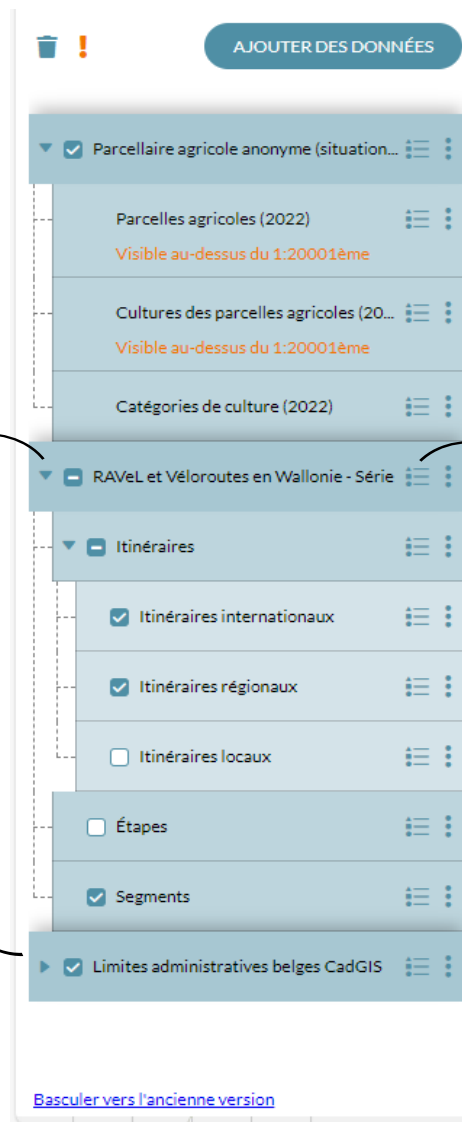 AJOUTER DES DONNÉES
Parcellaire agricole anonyme (situation...
Parcelles agricoles (2022)
Visible au-dessus du 1:20001ème
Cultures des parcelles agricoles (20...
Visible au-dessus du 1:20001ème
Catégories de culture (2022)
RAVeL et Véloroutes en Wallonie - Série
Itinéraires
Itinéraires internationaux
Itinéraires régionaux
Itinéraires locaux
Étapes
Segments
Limites administratives belges CadGIS
Basculer vers l'ancienne version